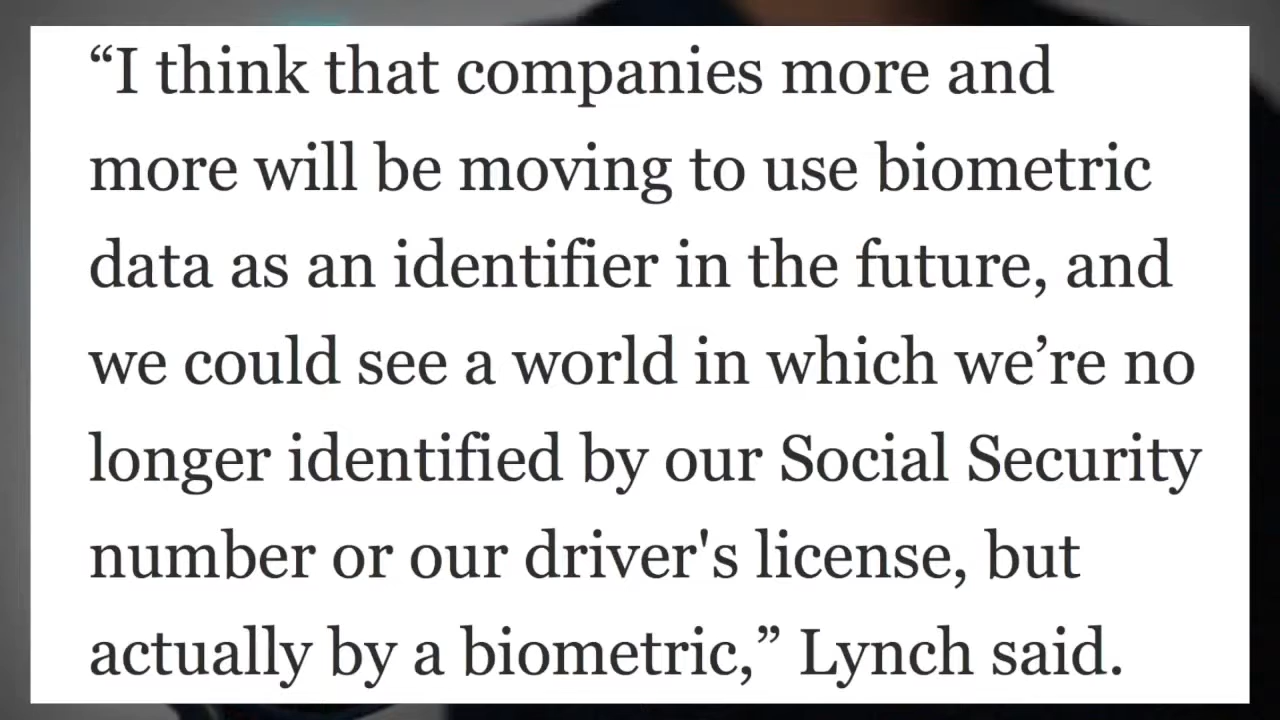 “I think that companies more and
more will be moving to use biometric
data as an identifier in the future, and
we could see a world in which we’re no
longer identified by our Social Security
number or our driver's license, but
actually by a biometric,” Lynch said.